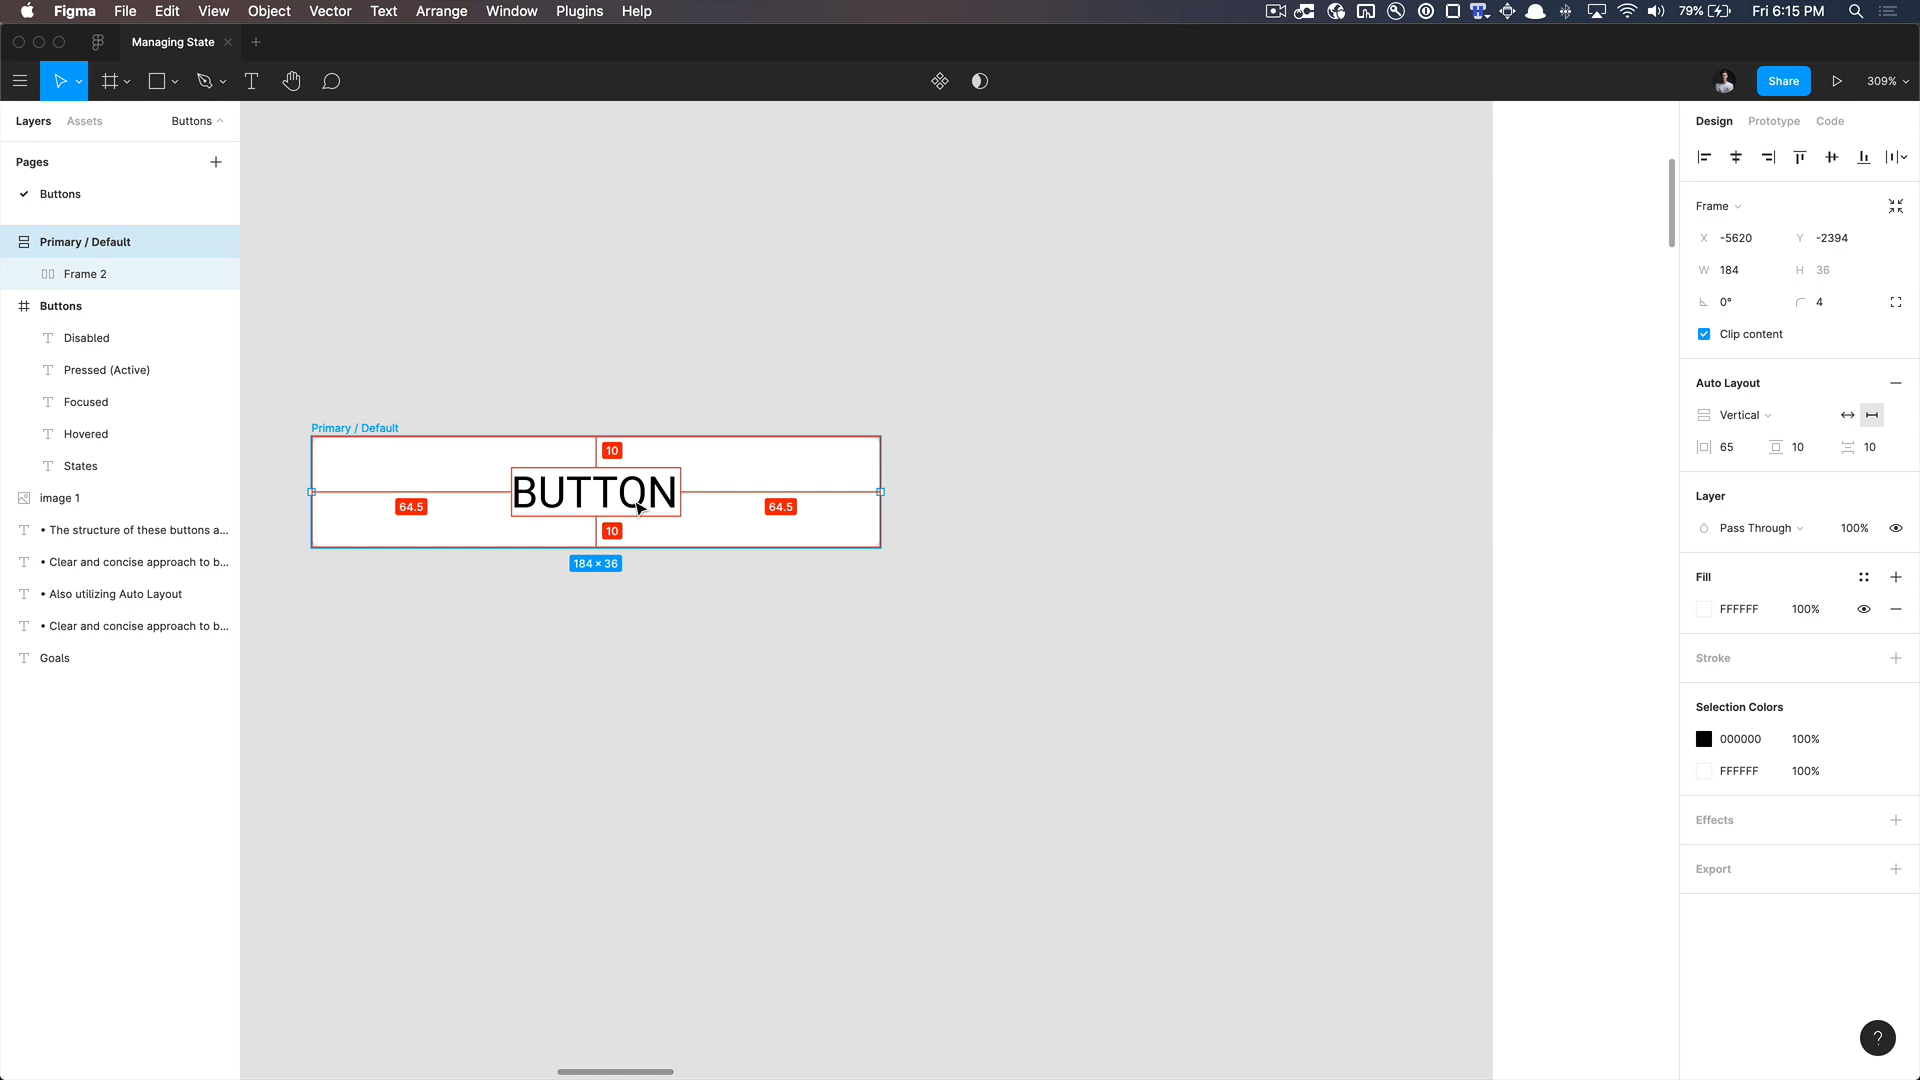 Figma File Edit View Object Vector Text Arrange Window Plugins Help 79% Fri 6:15 PM
Managing State
Share 309%
Layers Assets Buttons
Pages
Buttons
Primary / Default
Frame 2
Buttons
Disabled
Pressed (Active)
Focused
Hovered
States
image 1
• The structure of these buttons a...
• Clear and concise approach to b...
• Also utilizing Auto Layout
• Clear and concise approach to b...
Goals
Primary / Default
10
BUTTON
64.5 64.5
10
184 × 36
Design Prototype Code
Frame
X -5620 Y -2394
W 184 H 36
0° 4
Clip content
Auto Layout
Vertical
65 10 10
Layer
Pass Through 100%
Fill
FFFFFF 100%
Stroke
Selection Colors
000000 100%
FFFFFF 100%
Effects
Export
?